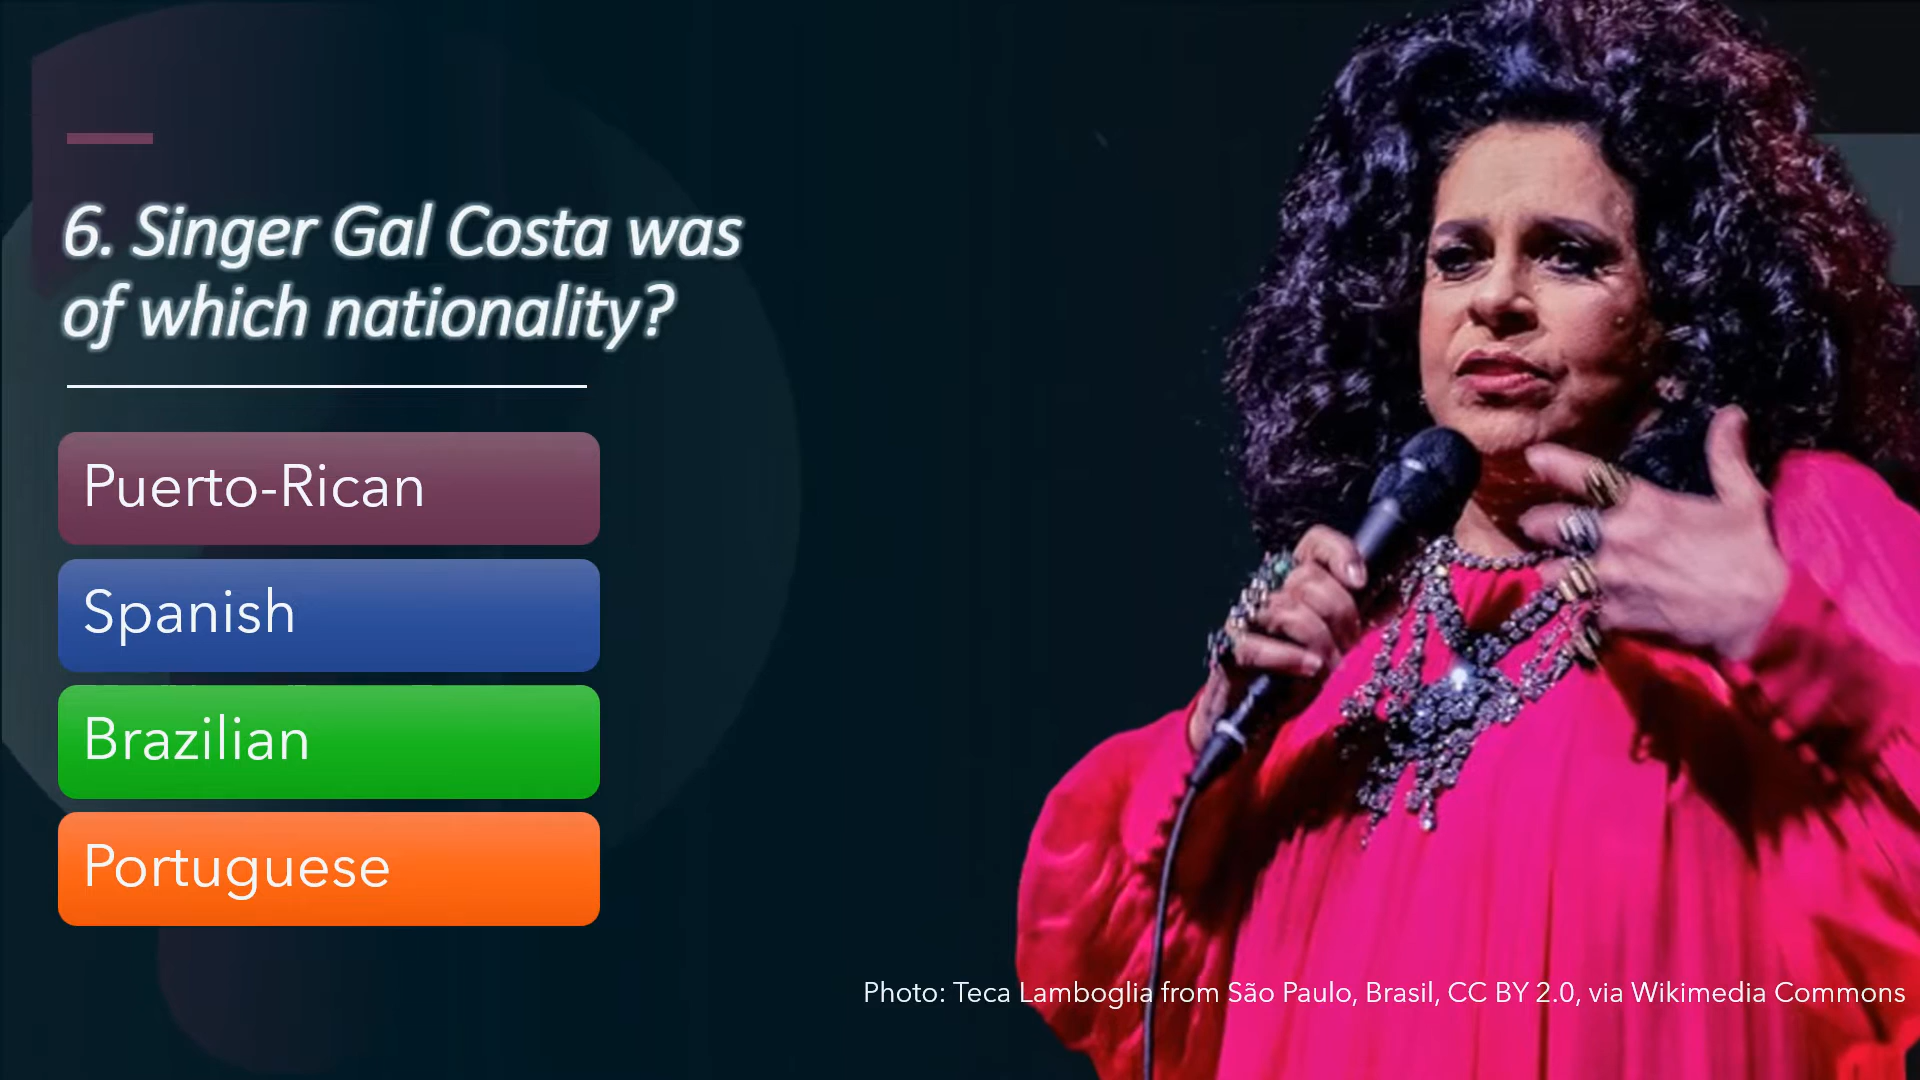 6. Singer Gal Costa was
of which nationality?
Puerto-Rican
Spanish
Brazilian
Portuguese
Photo: Teca Lamboglia from São Paulo, Brasil, CC BY 2.0, via Wikimedia Commons